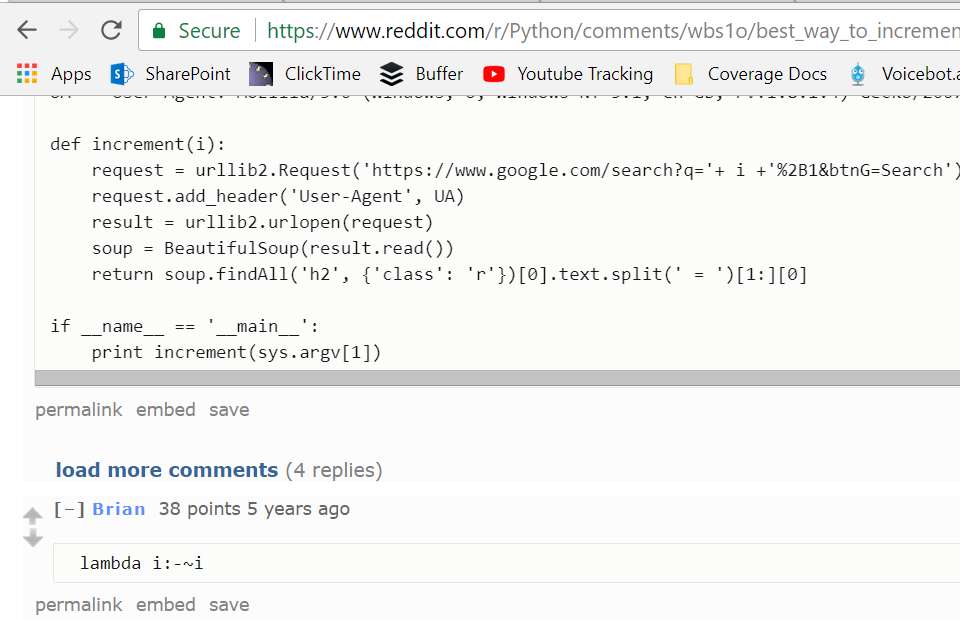 Secure https://www.reddit.com/r/Python/comments/wbs1o/best_way_to_incremen
Apps SharePoint ClickTime Buffer Youtube Tracking Coverage Docs Voicebot.a
def increment(i):
request = urllib2.Request('https://www.google.com/search?q='+ i +'%2B1&btnG=Search')
request.add_header('User-Agent', UA)
result = urllib2.urlopen(request)
soup = BeautifulSoup(result.read())
return soup.findAll('h2', {'class': 'r'})[0].text.split(' = ')[1:][0]
if __name__ == '__main__':
print increment(sys.argv[1])
permalink embed save
load more comments (4 replies)
[−] Brian 38 points 5 years ago
lambda i:-~i
permalink embed save